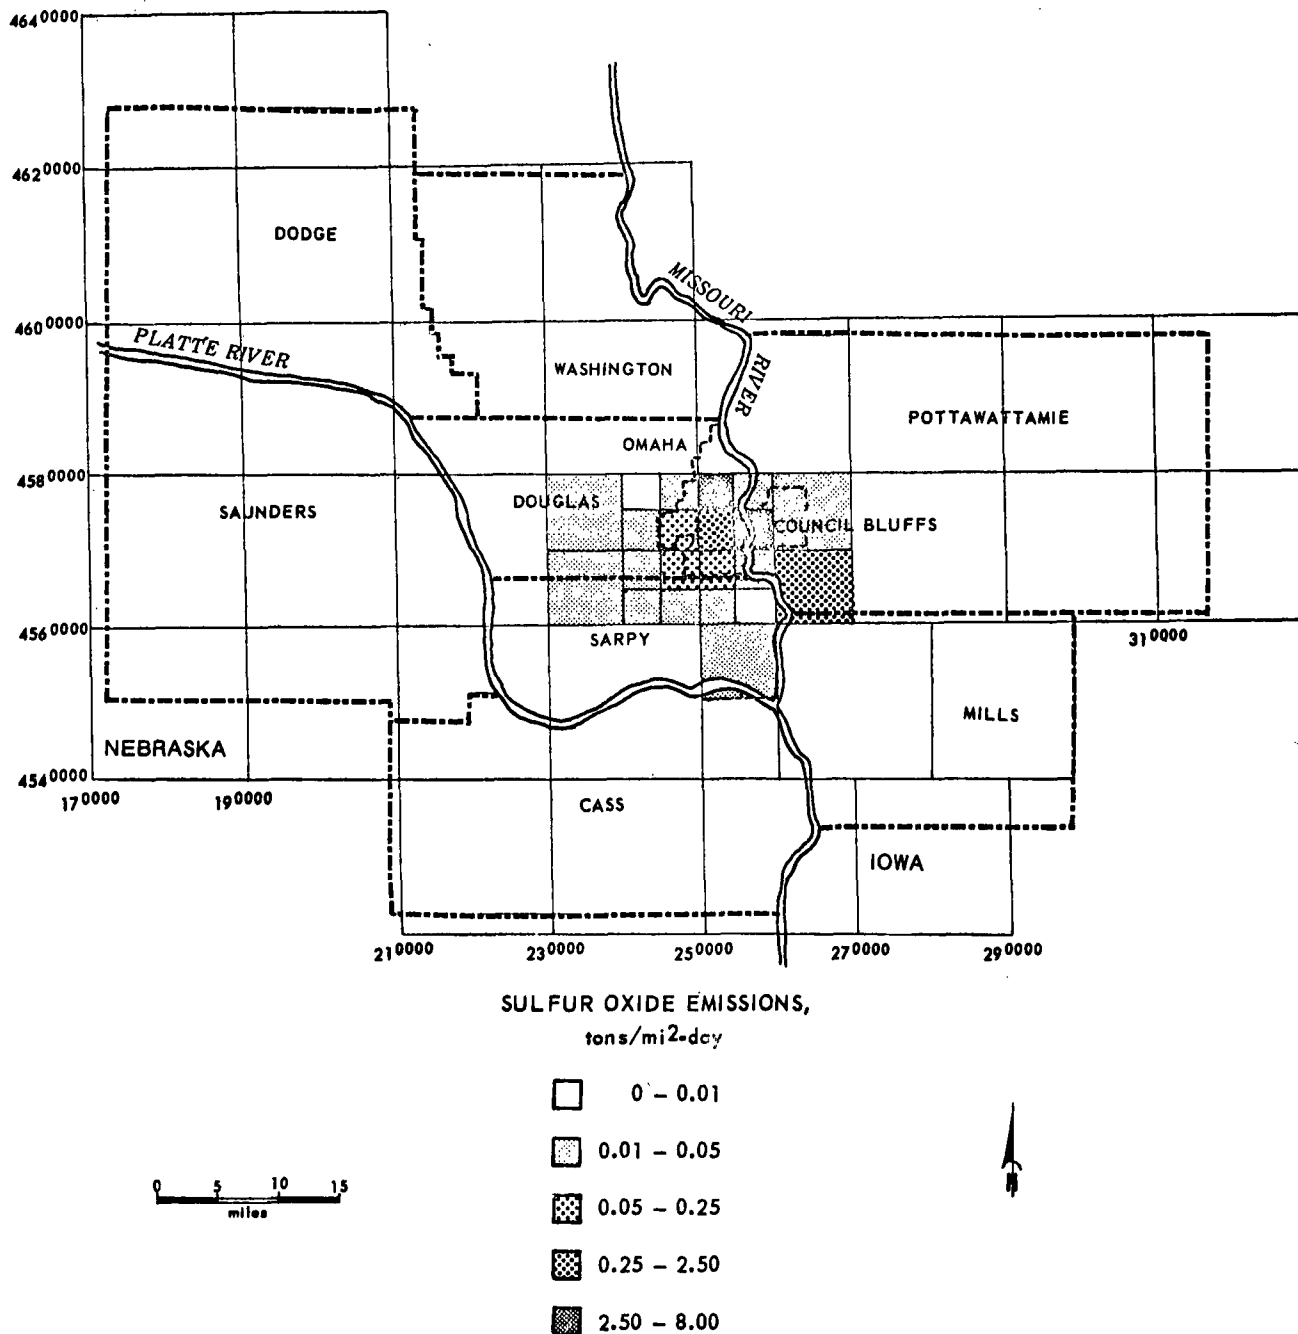 4640000
4620000
DODGE
MISSOURI
4600000
PLATTE RIVER
WASHINGTON
RIVER
POTTAWATTAMIE
OMAHA
4580000
DOUGLAS
SAUNDERS
COUNCIL BLUFFS
4560000
SARPY
310000
MILLS
NEBRASKA
4540000
170000
190000
CASS
IOWA
210000
230000
250000
270000
290000
SULFUR OXIDE EMISSIONS,
tons/mi2-day
0 – 0.01
0.01 – 0.05
0 5 10 15
miles
N
0.05 – 0.25
0.25 – 2.50
2.50 – 8.00